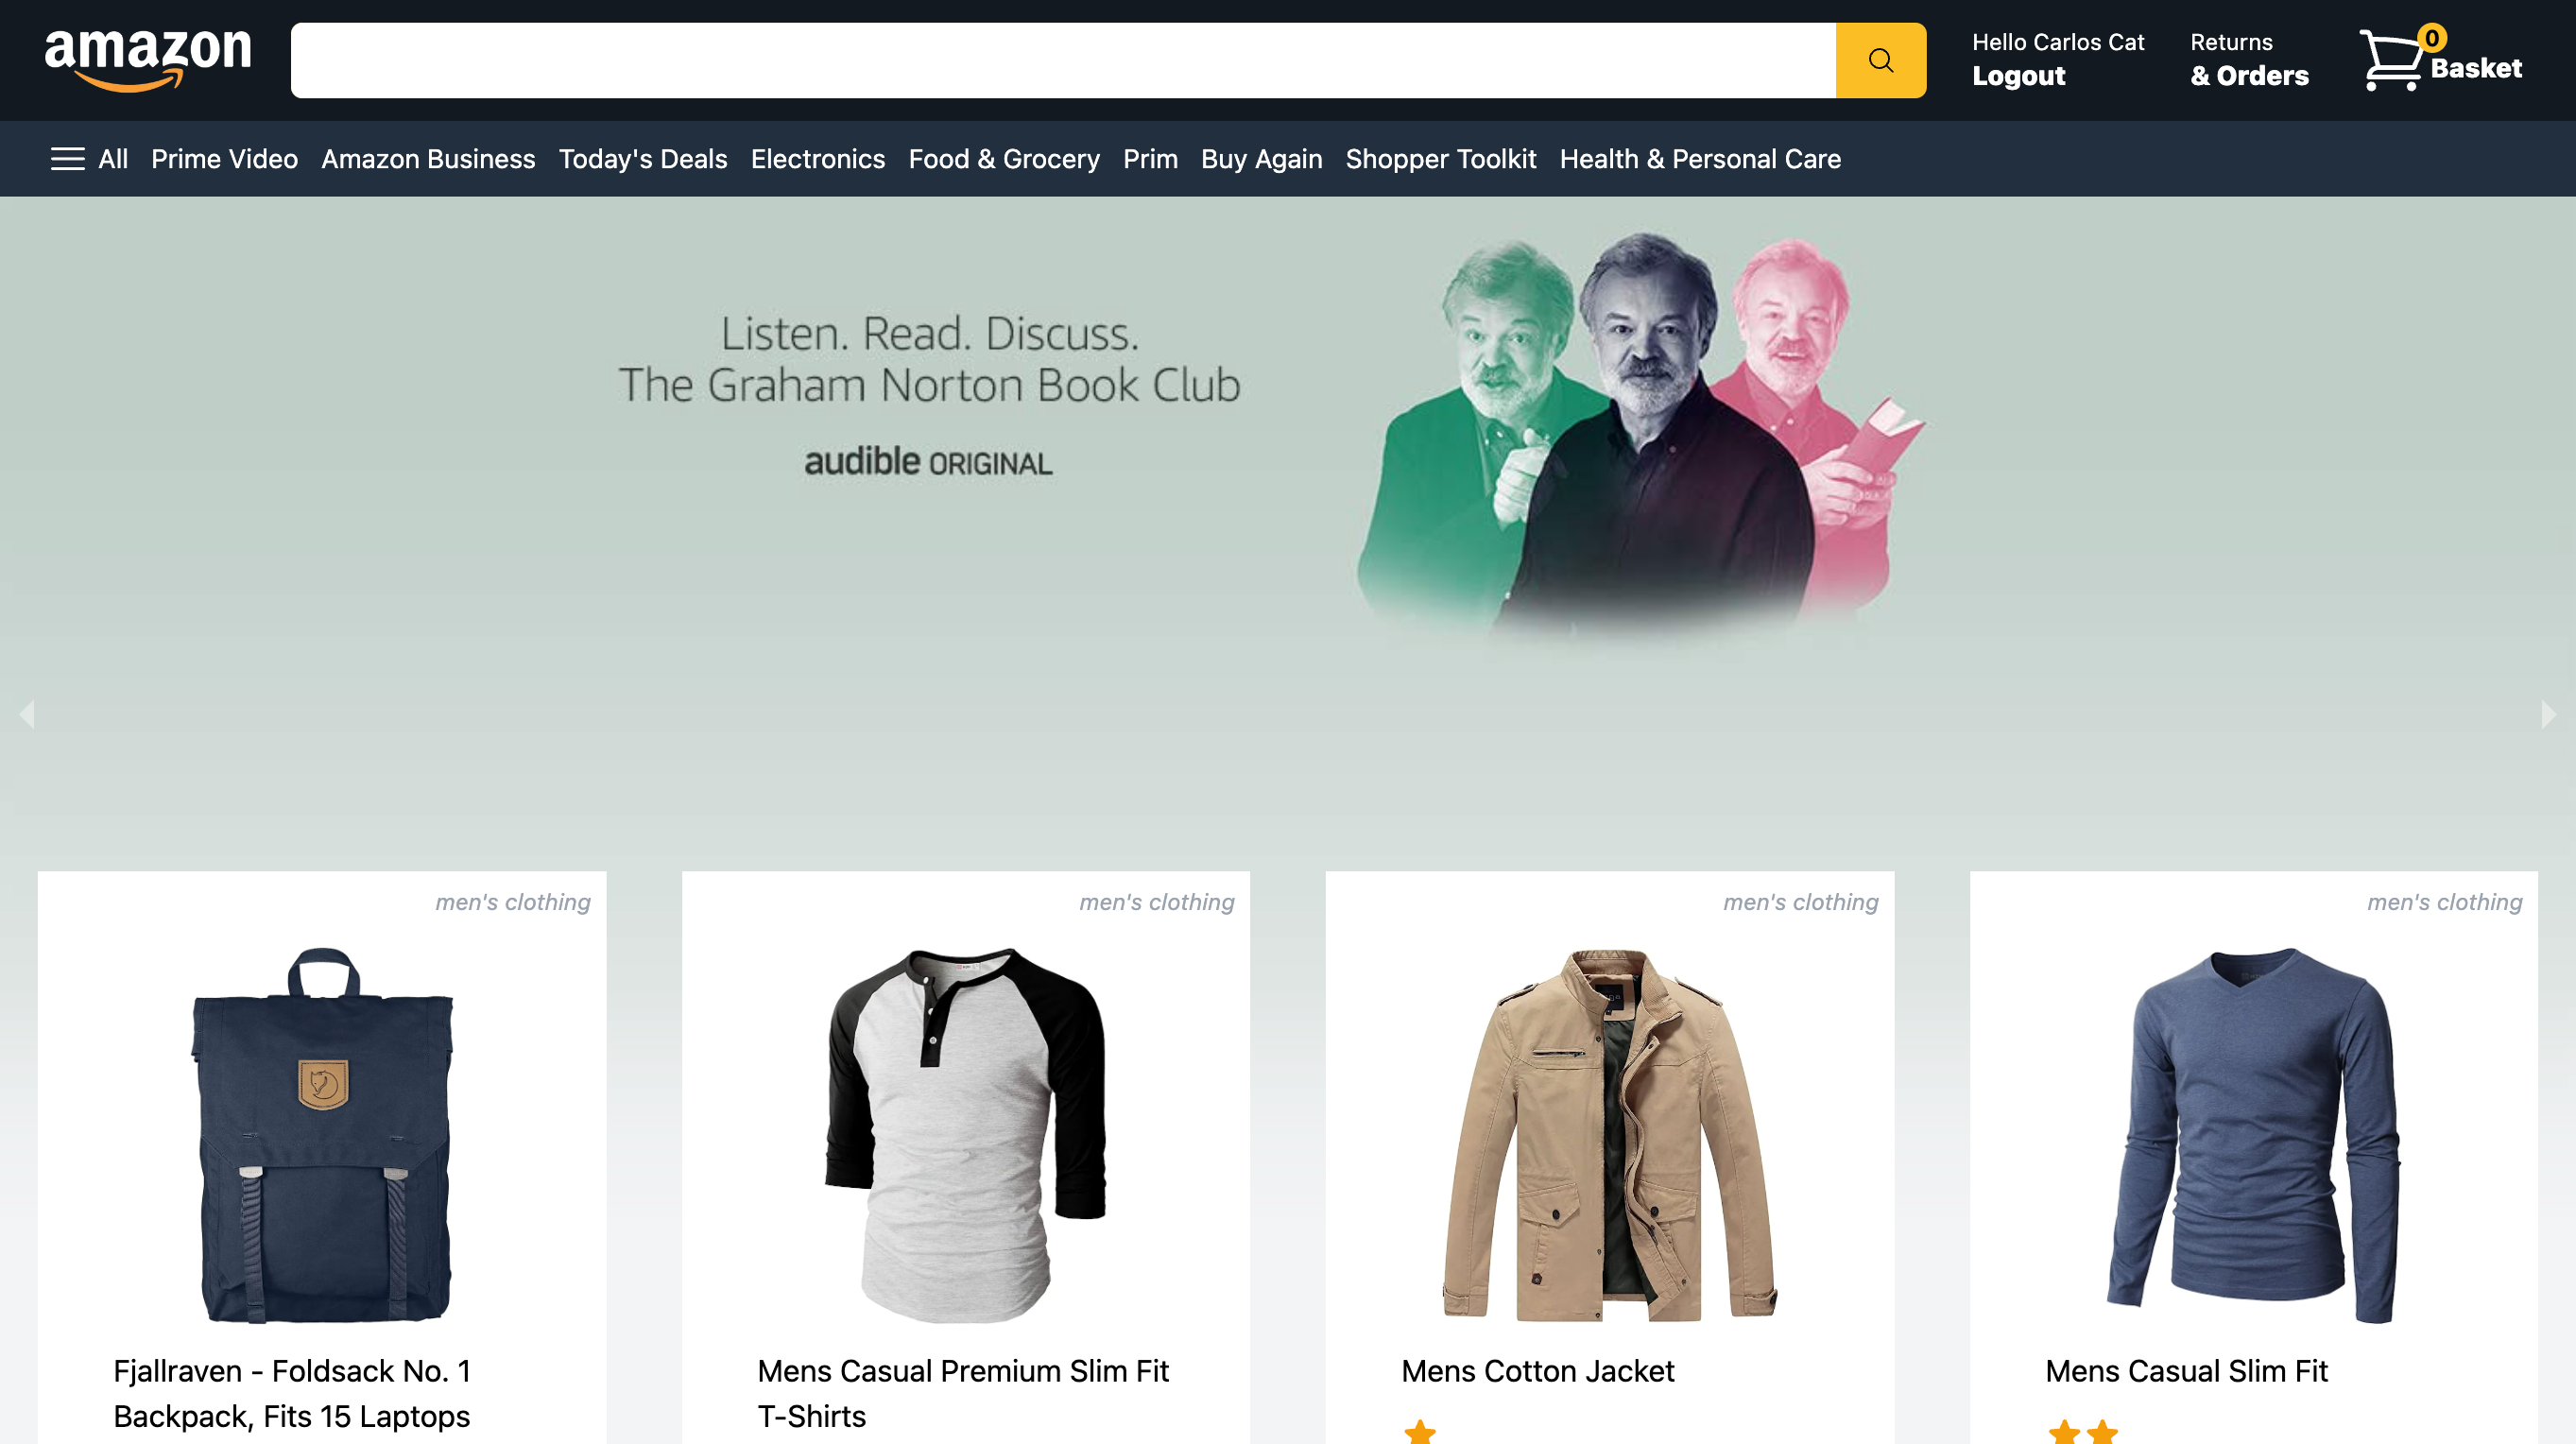 amazon
Hello Carlos Cat
Logout
Returns
& Orders
0
Basket
All Prime Video Amazon Business Today's Deals Electronics Food & Grocery Prim Buy Again Shopper Toolkit Health & Personal Care
Listen. Read. Discuss.
The Graham Norton Book Club
audible ORIGINAL
men's clothing
men's clothing
men's clothing
men's clothing
Fjallraven - Foldsack No. 1
Backpack, Fits 15 Laptops
Mens Casual Premium Slim Fit
T-Shirts
Mens Cotton Jacket
Mens Casual Slim Fit